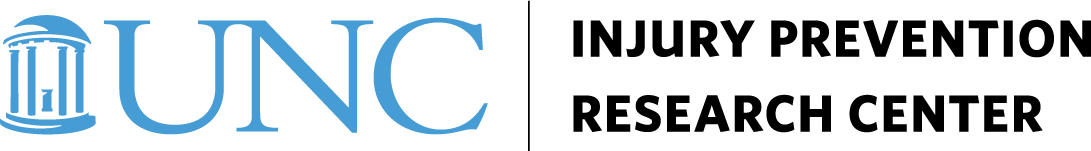 UNC
INJURY PREVENTION
RESEARCH CENTER